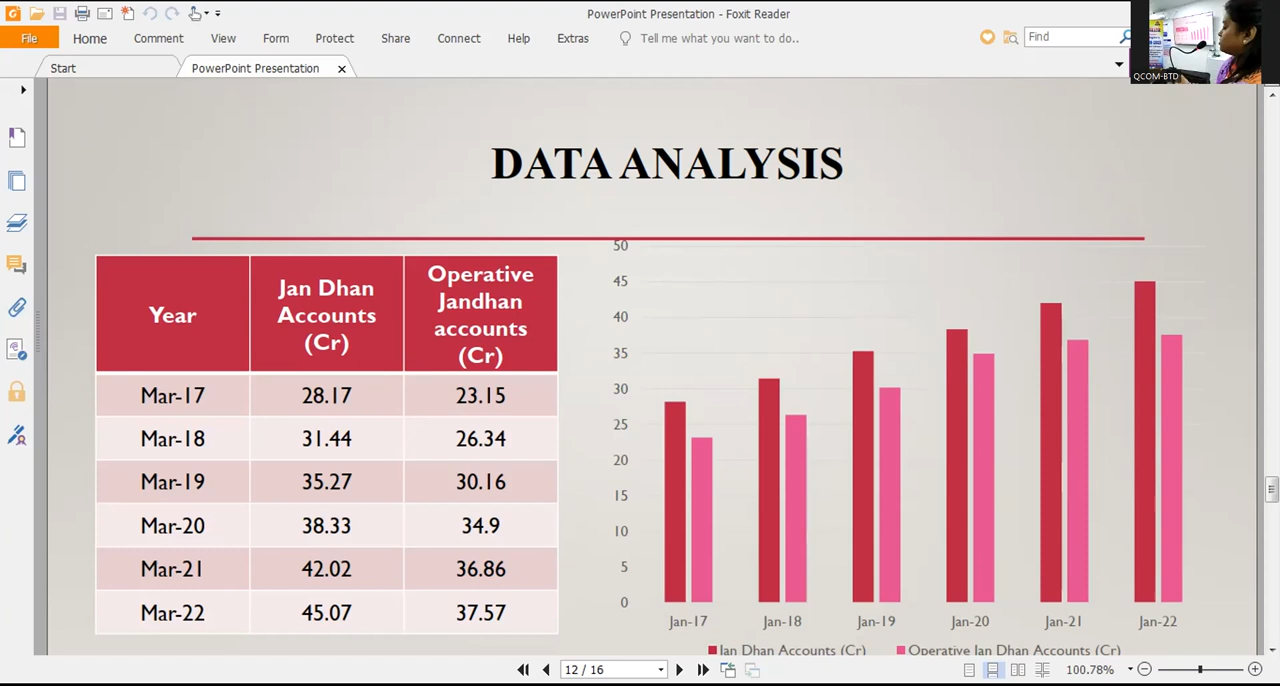 PowerPoint Presentation - Foxit Reader
File Home Comment View Form Protect Share Connect Help Extras Tell me what you want to do.. Find
Start PowerPoint Presentation
QCOM-BTD
DATA ANALYSIS
Year Jan Dhan Accounts (Cr) Operative Jandhan accounts (Cr)
Mar-17 28.17 23.15
Mar-18 31.44 26.34
Mar-19 35.27 30.16
Mar-20 38.33 34.9
Mar-21 42.02 36.86
Mar-22 45.07 37.57
50
45
40
35
30
25
20
15
10
5
0
Jan-17 Jan-18 Jan-19 Jan-20 Jan-21 Jan-22
Jan Dhan Accounts (Cr) Operative Jan Dhan Accounts (Cr)
12 / 16 100.78%